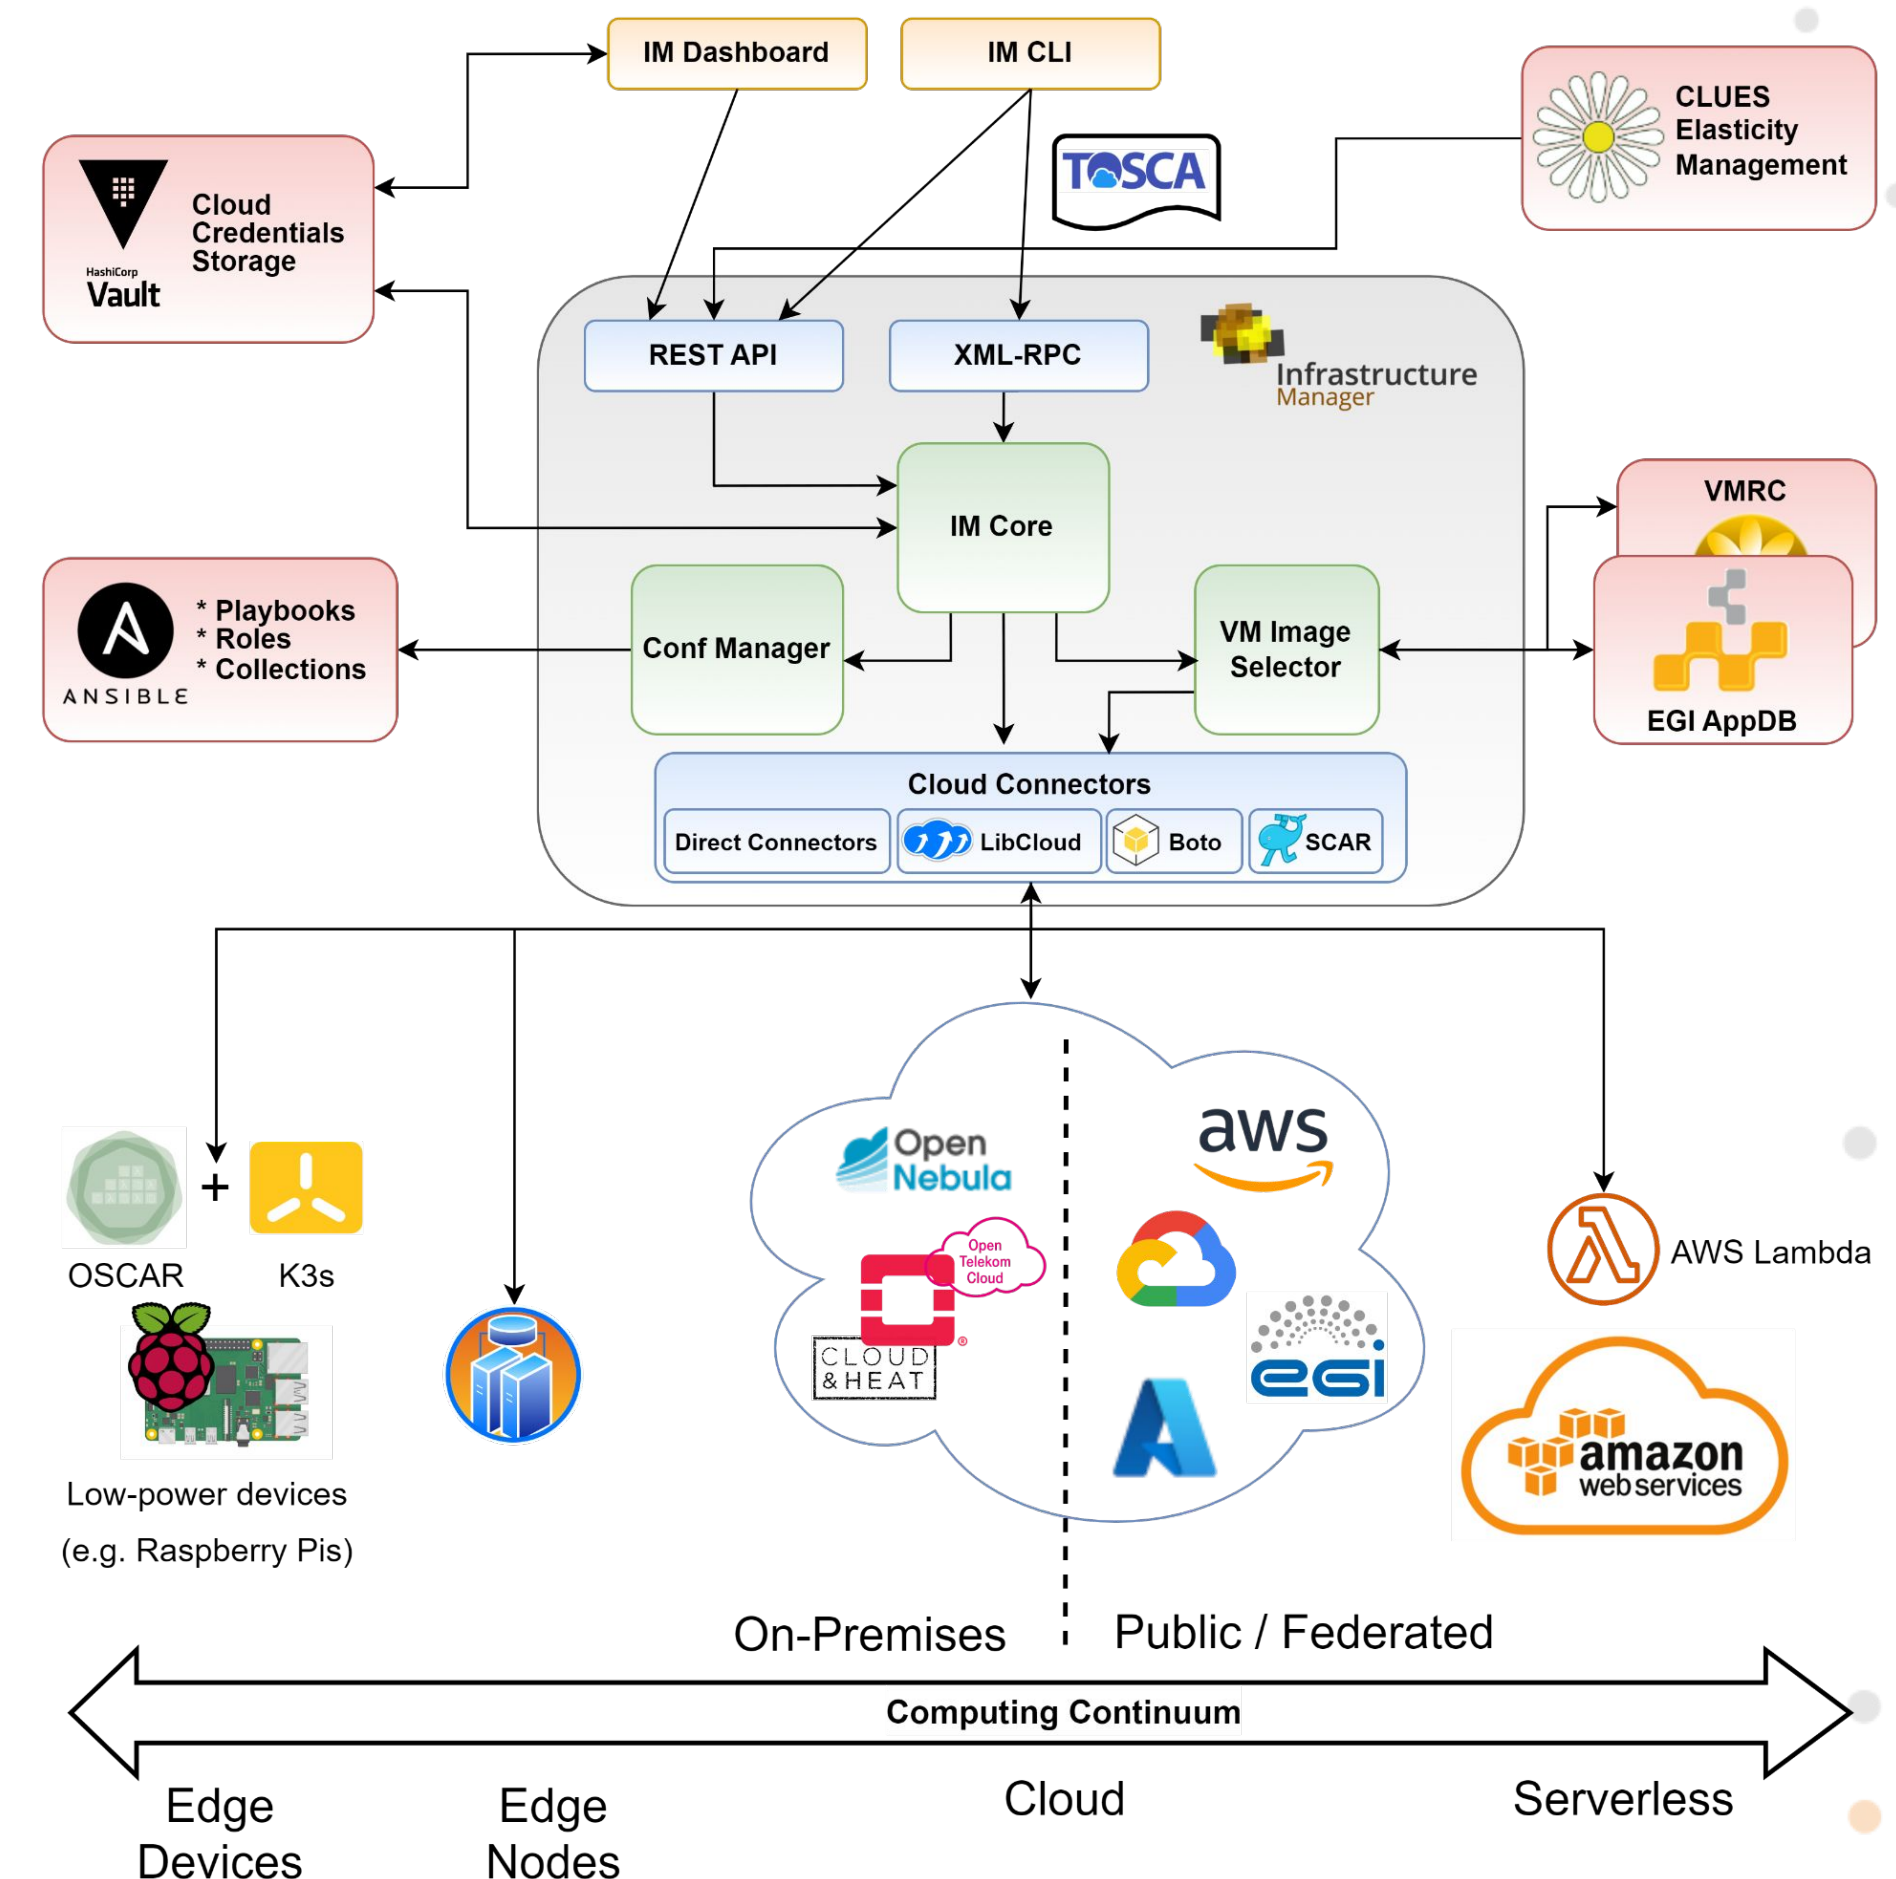 IM Dashboard
IM CLI
TOSCA
CLUES
Elasticity
Management
HashiCorp
Vault
Cloud
Credentials
Storage
REST API
XML-RPC
Infrastructure
Manager
IM Core
VMRC
ANSIBLE
* Playbooks
* Roles
* Collections
Conf Manager
VM Image
Selector
EGI AppDB
Cloud Connectors
Direct Connectors
LibCloud
Boto
SCAR
OSCAR
+
K3s
Low-power devices
(e.g. Raspberry Pis)
Open
Nebula
Open
Telekom
Cloud
®
CLOUD
&HEAT
aws
eGi
AWS Lambda
amazon
webservices
On-Premises
Public / Federated
Computing Continuum
Edge
Devices
Edge
Nodes
Cloud
Serverless